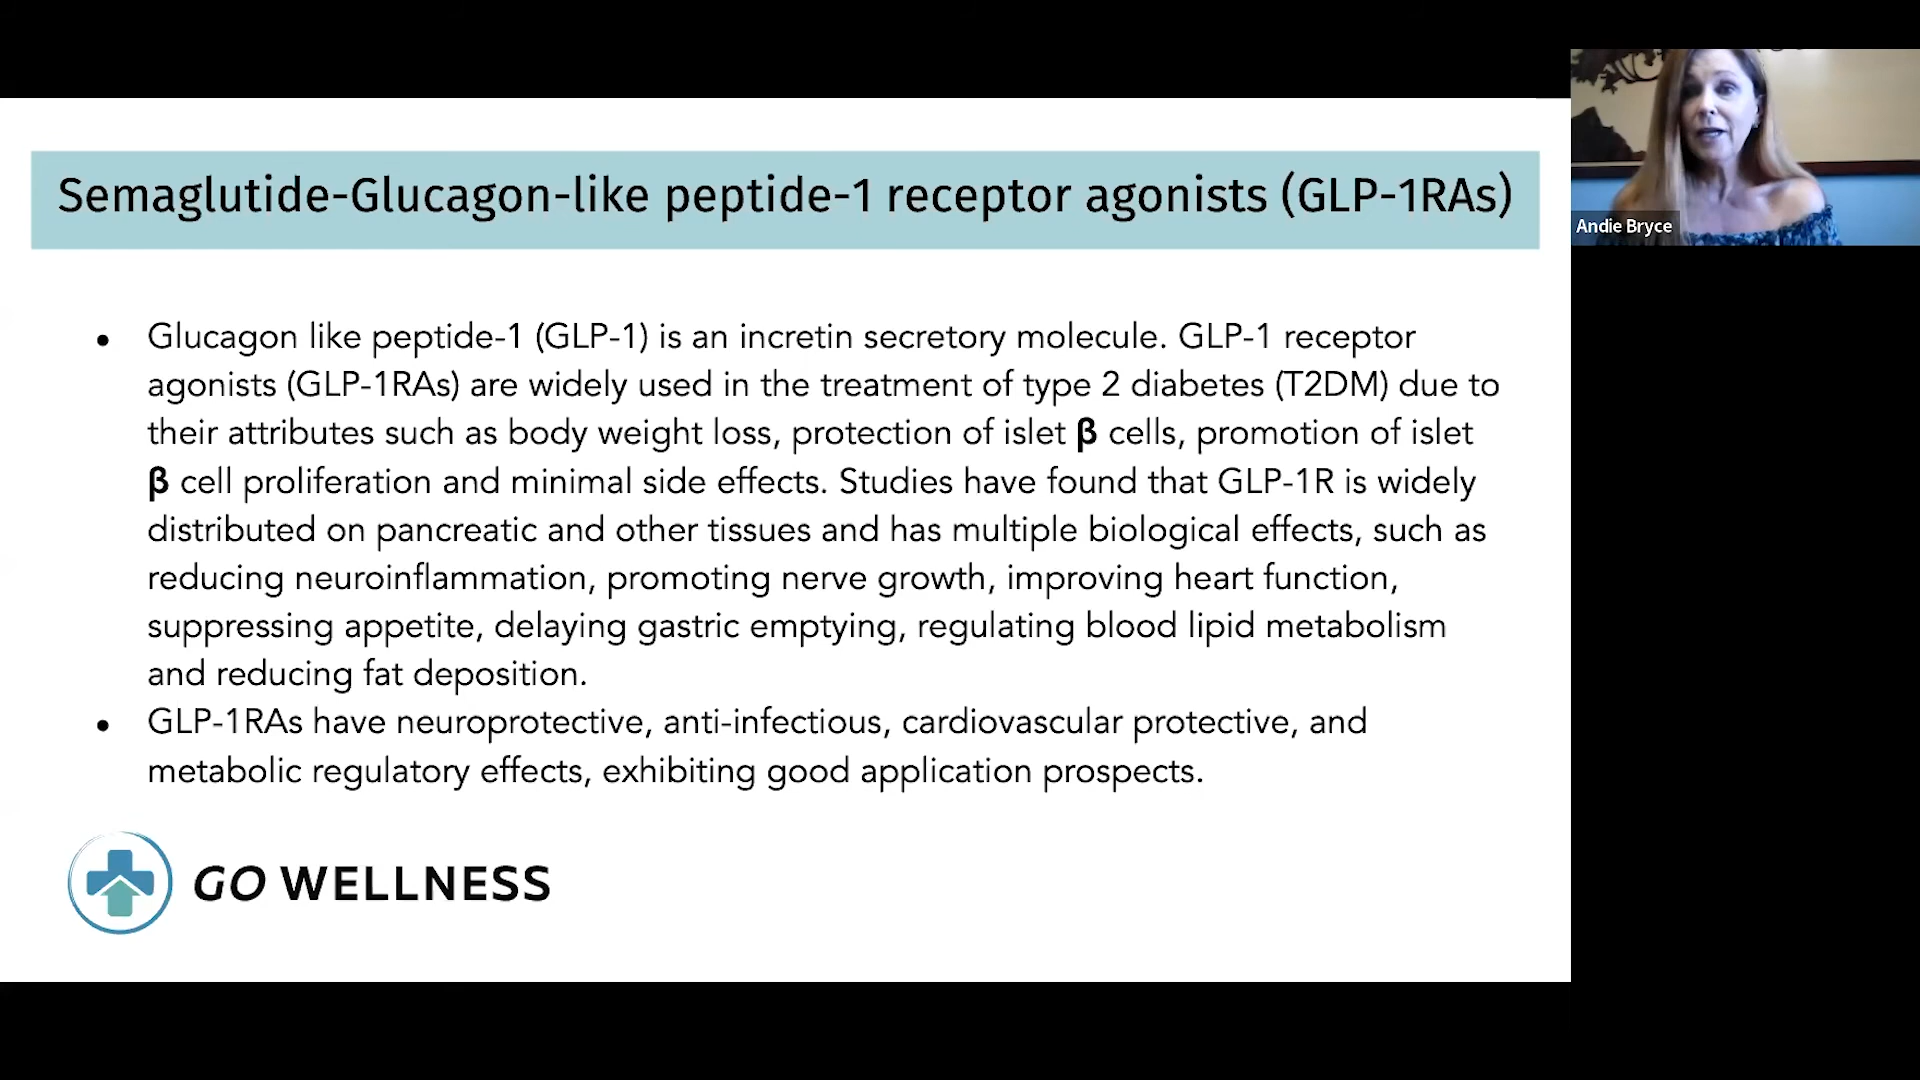 Semaglutide-Glucagon-like peptide-1 receptor agonists (GLP-1RAs)
Andie Bryce
• Glucagon like peptide-1 (GLP-1) is an incretin secretory molecule. GLP-1 receptor
agonists (GLP-1RAs) are widely used in the treatment of type 2 diabetes (T2DM) due to
their attributes such as body weight loss, protection of islet β cells, promotion of islet
β cell proliferation and minimal side effects. Studies have found that GLP-1R is widely
distributed on pancreatic and other tissues and has multiple biological effects, such as
reducing neuroinflammation, promoting nerve growth, improving heart function,
suppressing appetite, delaying gastric emptying, regulating blood lipid metabolism
and reducing fat deposition.
• GLP-1RAs have neuroprotective, anti-infectious, cardiovascular protective, and
metabolic regulatory effects, exhibiting good application prospects.
GO WELLNESS